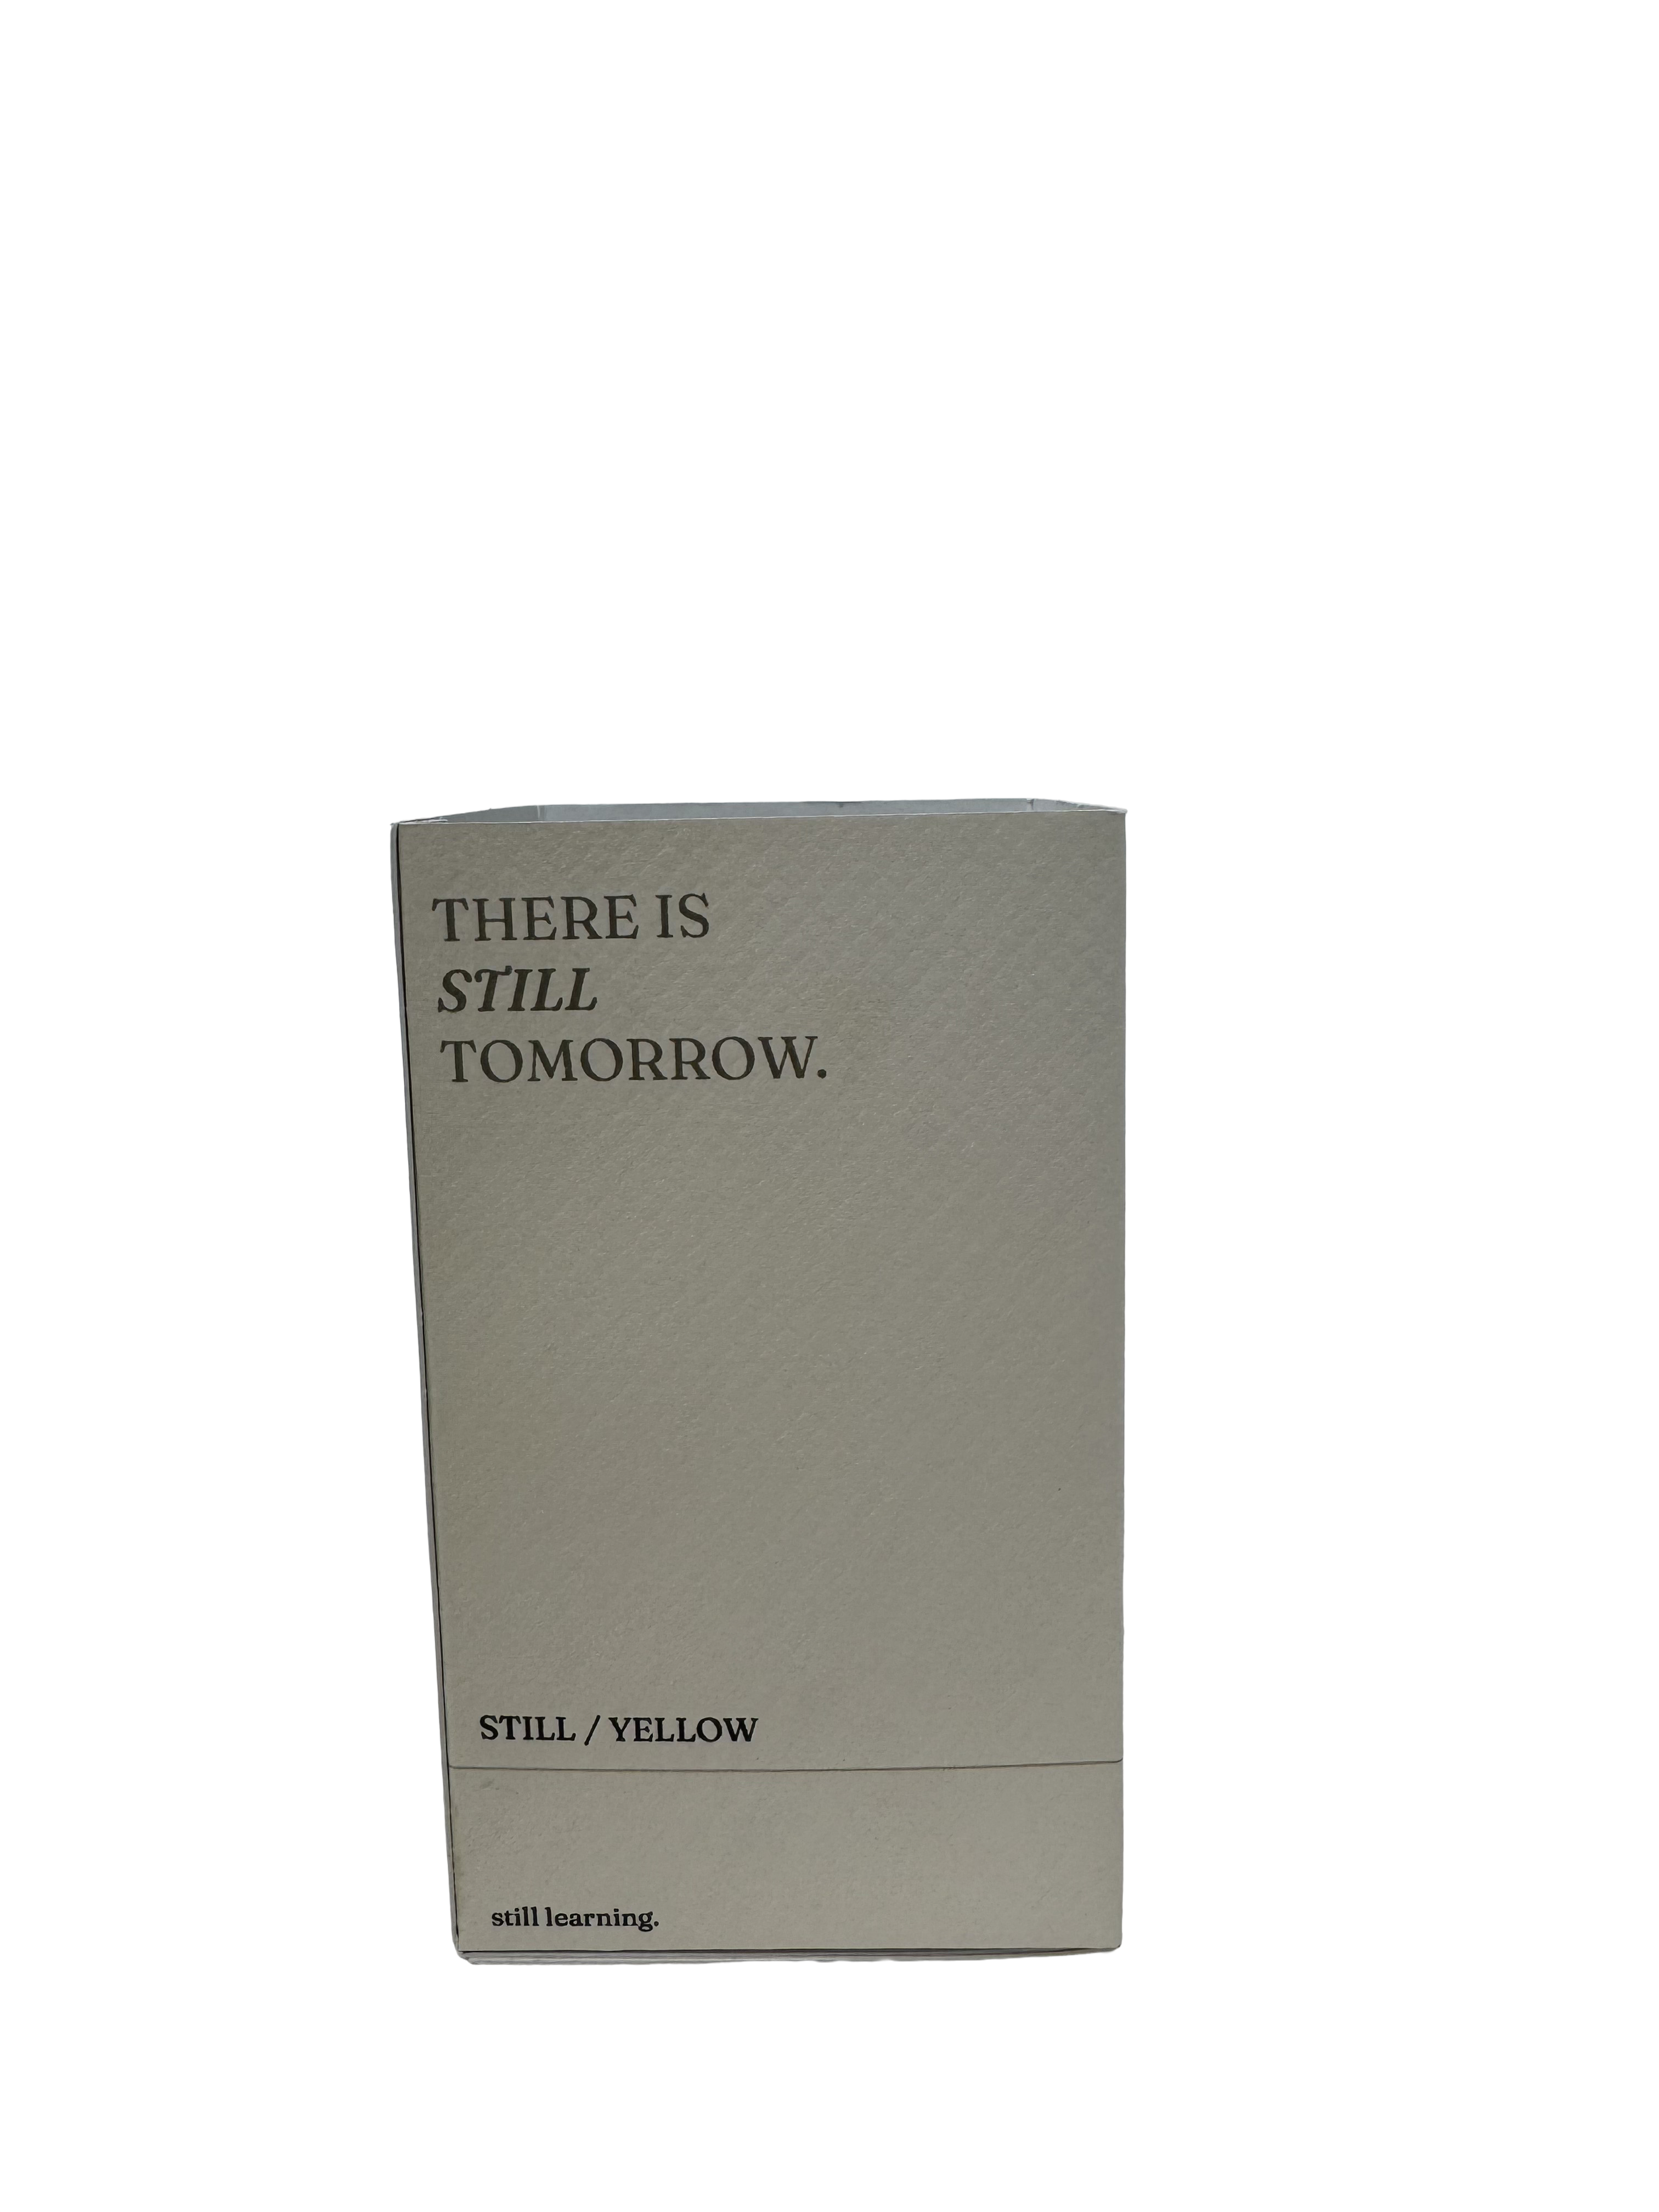 THERE IS
STILL
TOMORROW.
STILL / YELLOW
still learning.